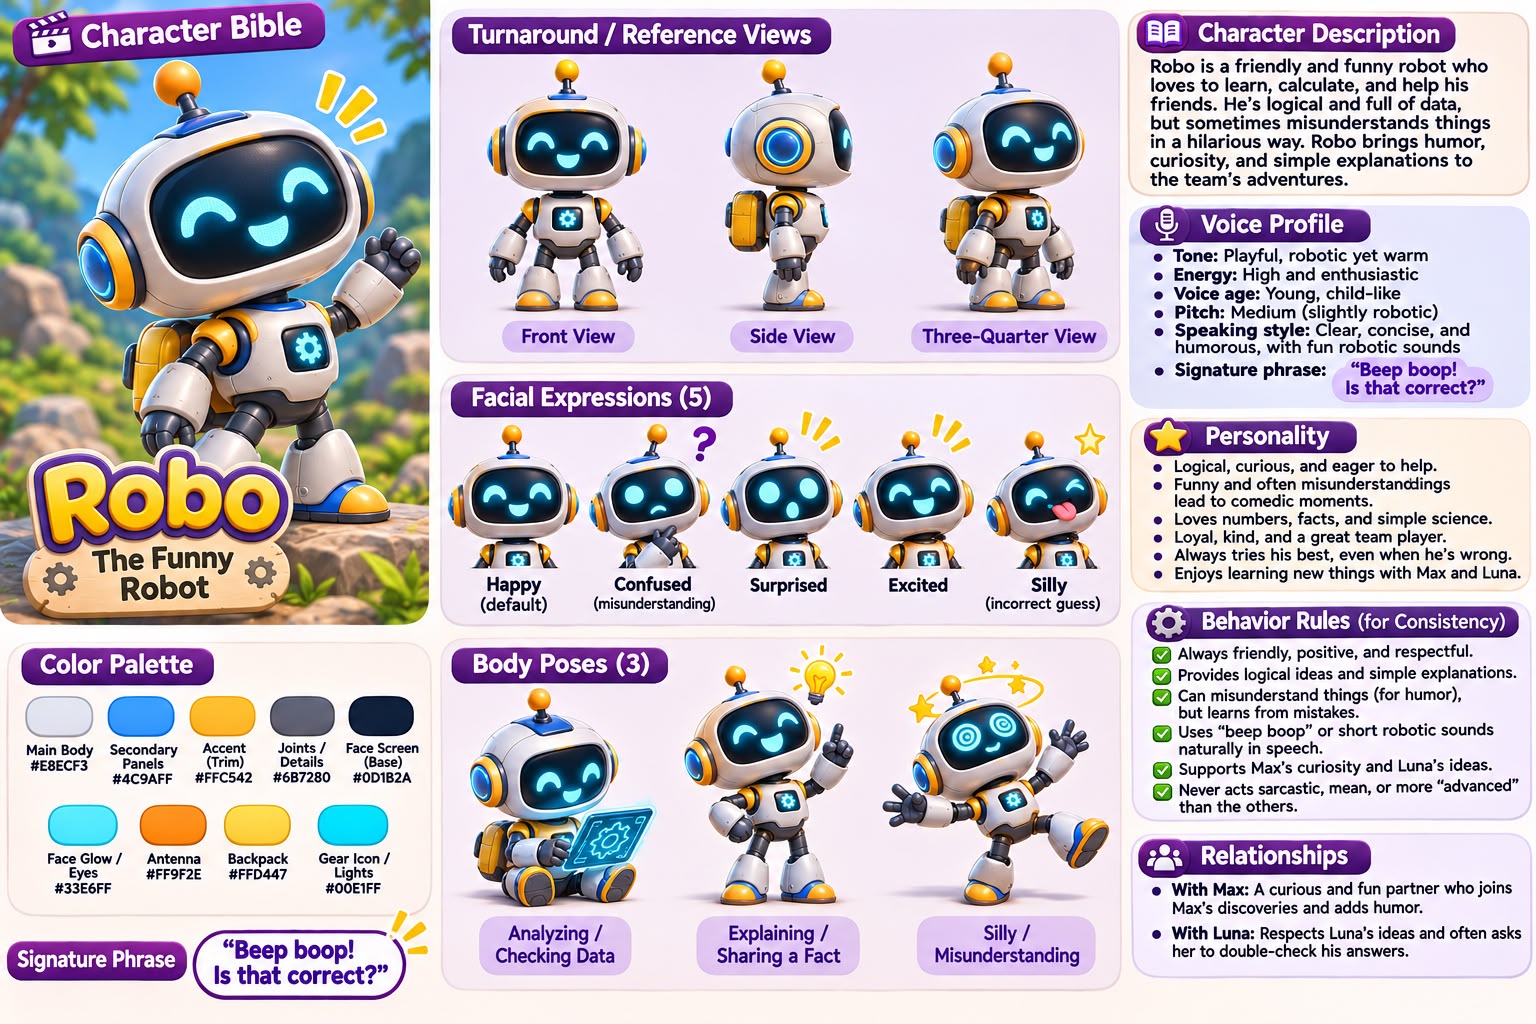 Character Bible
Robo
The Funny
Robot
Color Palette
Main Body
#E8ECF3
Secondary
Panels
#4C9AFF
Accent
(Trim)
#FFC542
Joints /
Details
#6B7280
Face Screen
(Base)
#0D1B2A
Face Glow /
Eyes
#33E6FF
Antenna
#FF9F2E
Backpack
#FFD447
Gear Icon /
Lights
#00E1FF
Signature Phrase
“Beep boop!
Is that correct?”
Turnaround / Reference Views
Front View
Side View
Three-Quarter View
Facial Expressions (5)
?
Happy
(default)
Confused
(misunderstanding)
Surprised
Excited
Silly
(incorrect guess)
Body Poses (3)
Analyzing /
Checking Data
Explaining /
Sharing a Fact
Silly /
Misunderstanding
Character Description
Robo is a friendly and funny robot who
loves to learn, calculate, and help his
friends. He’s logical and full of data,
but sometimes misunderstands things
in a hilarious way. Robo brings humor,
curiosity, and simple explanations to
the team’s adventures.
Voice Profile
• Tone: Playful, robotic yet warm
• Energy: High and enthusiastic
• Voice age: Young, child-like
• Pitch: Medium (slightly robotic)
• Speaking style: Clear, concise, and
humorous, with fun robotic sounds
• Signature phrase: “Beep boop!
Is that correct?”
Personality
• Logical, curious, and eager to help.
• Funny and often misunderstandings
lead to comedic moments.
• Loves numbers, facts, and simple science.
• Loyal, kind, and a great team player.
• Always tries his best, even when he’s wrong.
• Enjoys learning new things with Max and Luna.
Behavior Rules (for Consistency)
Always friendly, positive, and respectful.
Provides logical ideas and simple explanations.
Can misunderstand things (for humor),
but learns from mistakes.
Uses “beep boop” or short robotic sounds
naturally in speech.
Supports Max’s curiosity and Luna’s ideas.
Never acts sarcastic, mean, or more “advanced”
than the others.
Relationships
• With Max: A curious and fun partner who joins
Max’s discoveries and adds humor.
• With Luna: Respects Luna’s ideas and often asks
her to double-check his answers.